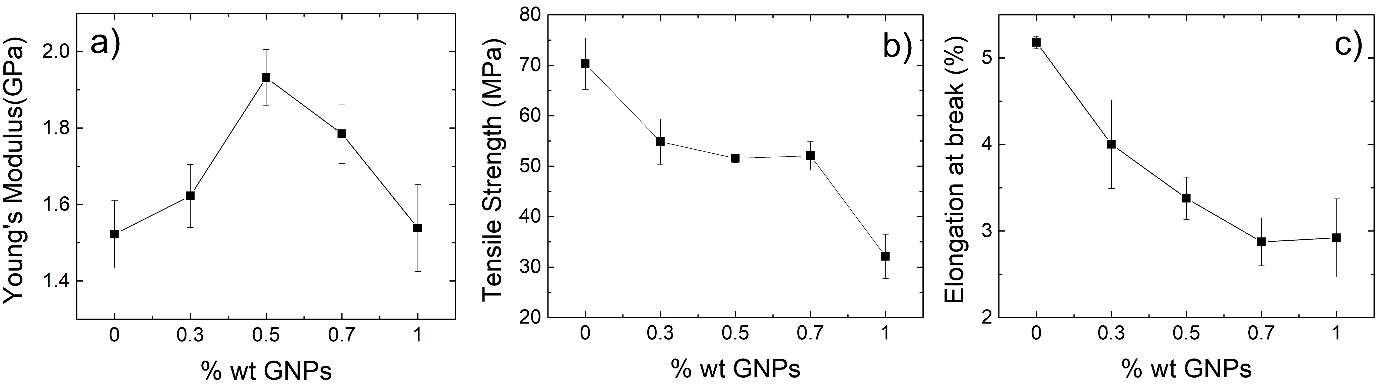 a)
Young's Modulus(GPa)
2.0
1.8
1.6
1.4
0 0.3 0.5 0.7 1
% wt GNPs
b)
Tensile Strength (MPa)
80
70
60
50
40
30
20
0 0.3 0.5 0.7 1
% wt GNPs
c)
Elongation at break (%)
5
4
3
2
0 0.3 0.5 0.7 1
% wt GNPs